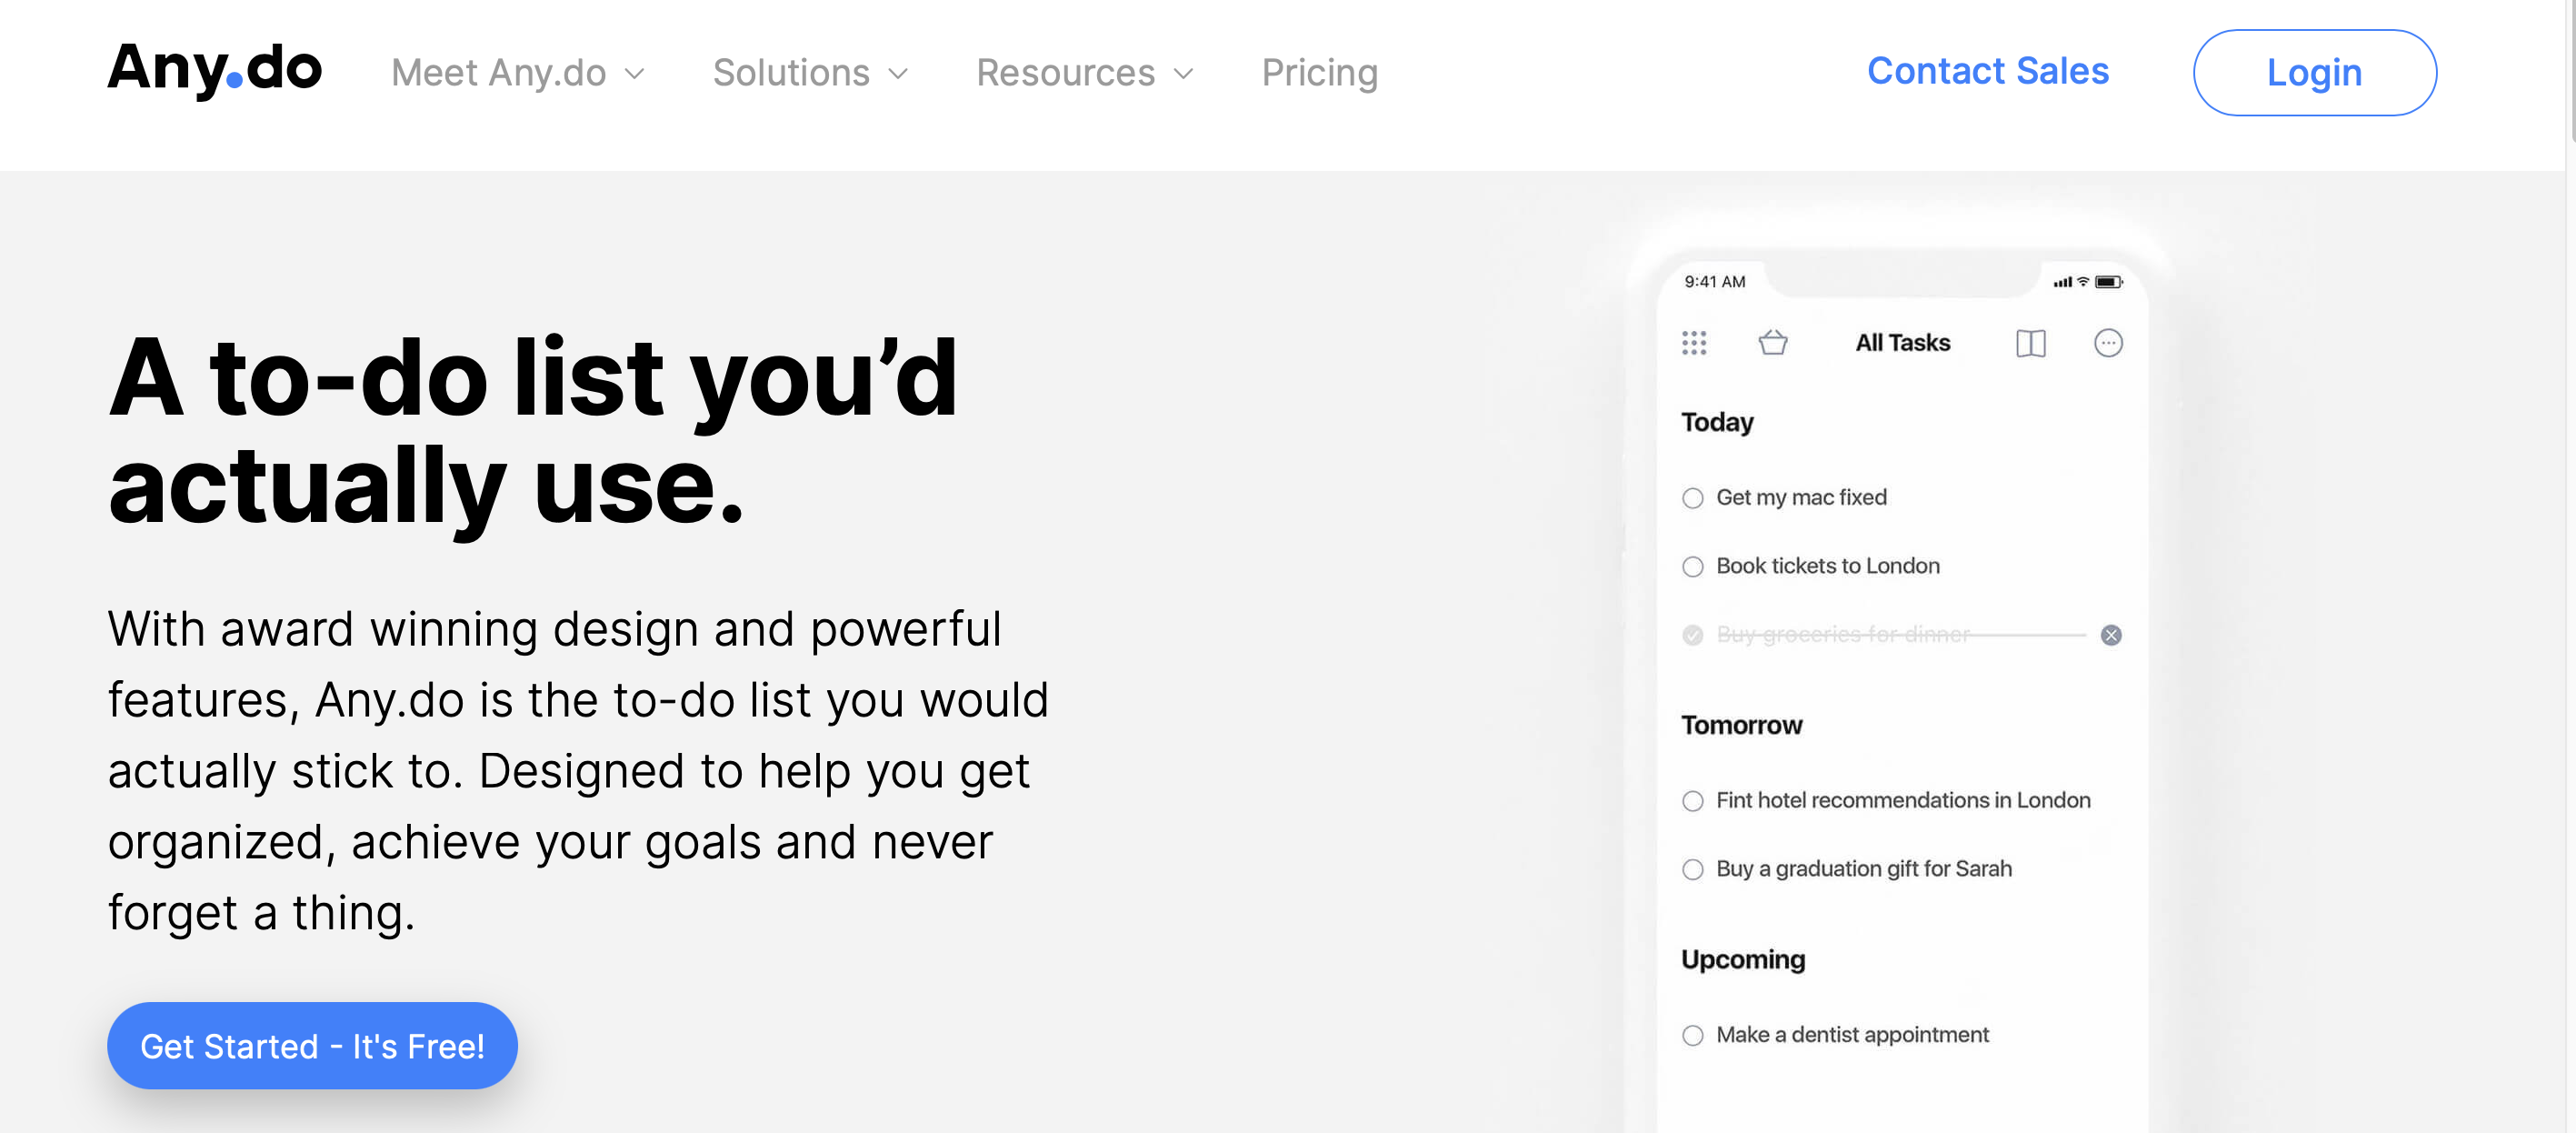 Any.do
Meet Any.do
Solutions
Resources
Pricing
Contact Sales
Login
A to-do list you’d
actually use.
With award winning design and powerful
features, Any.do is the to-do list you would
actually stick to. Designed to help you get
organized, achieve your goals and never
forget a thing.
Get Started - It's Free!
9:41 AM
All Tasks
Today
Get my mac fixed
Book tickets to London
Buy groceries for dinner
Tomorrow
Fint hotel recommendations in London
Buy a graduation gift for Sarah
Upcoming
Make a dentist appointment